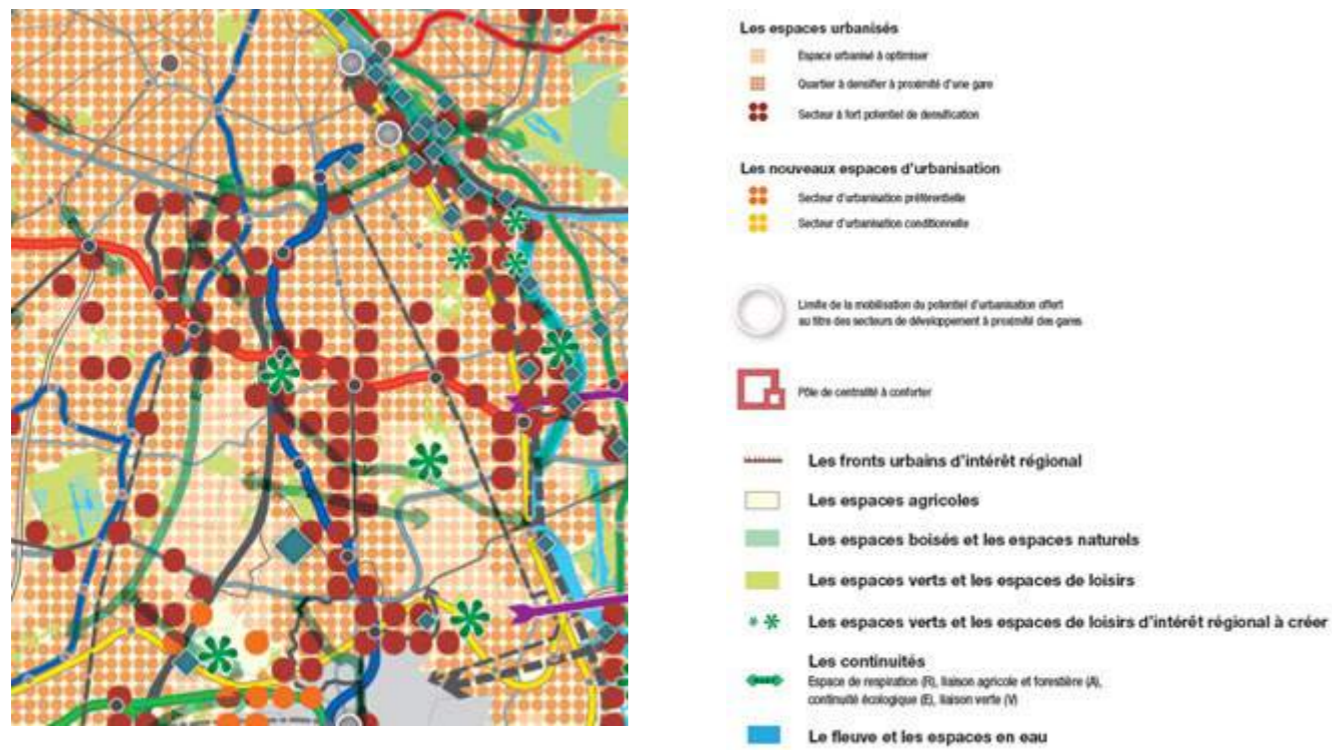 Les espaces urbanisés
Espace urbanisé à optimiser
Quartier à densifier à proximité d'une gare
Secteur à fort potentiel de densification
Les nouveaux espaces d'urbanisation
Secteur d'urbanisation préférentielle
Secteur d'urbanisation conditionnelle
Limite de la mobilisation du potentiel d'urbanisation offert
au titre des secteurs de développement à proximité des gares
Pôle de centralité à conforter
Les fronts urbains d'intérêt régional
Les espaces agricoles
Les espaces boisés et les espaces naturels
Les espaces verts et les espaces de loisirs
Les espaces verts et les espaces de loisirs d'intérêt régional à créer
Les continuités
Espace de respiration (R), liaison agricole et forestière (A),
continuité écologique (E), liaison verte (V)
Le fleuve et les espaces en eau